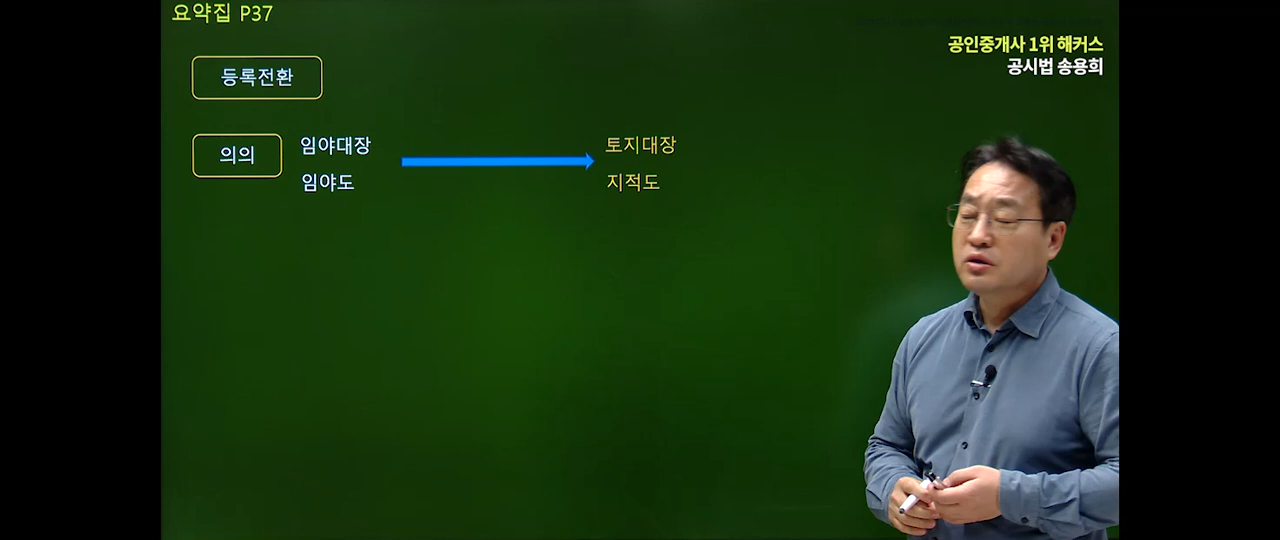 요약집 P37
공인중개사 1위 해커스
공시법 송용희
등록전환
의의
임야대장
토지대장
임야도
지적도